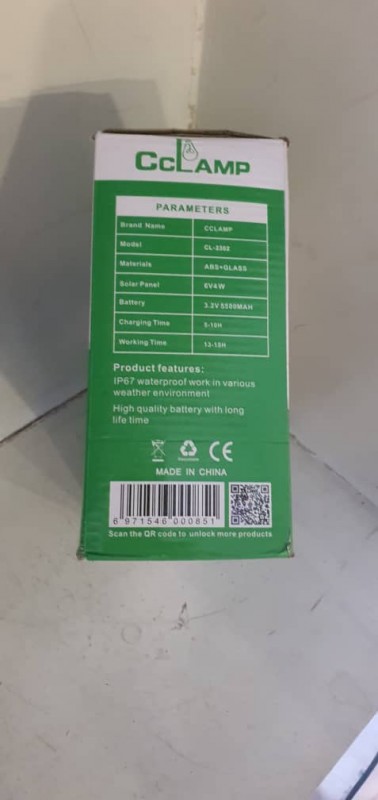 CCLAMP
PARAMETERS
Brand Name CCLAMP
Model
Materials ABS+GLASS
Solar Panel 6V4W
Battery 3.2V 5500MAH
Charging Time
Working Time
Product features:
IP67 waterproof work in various
weather environment
High quality battery with long
life time
CE
MADE IN CHINA
6 971546 000851
Scan the QR code to unlock more products